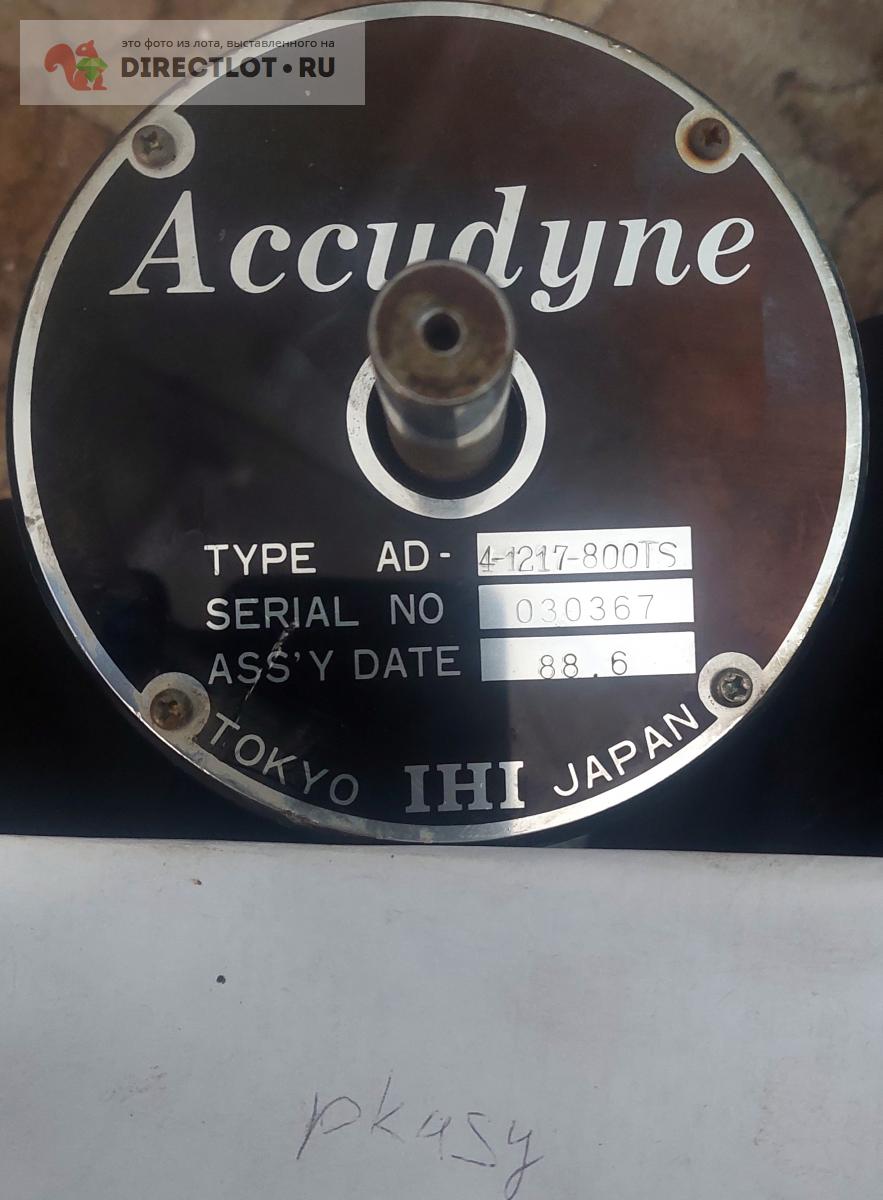 это фото из лота, выставленного на
DIRECTLOT.RU
Accudyne
TYPE AD- 4-1217-800TS
SERIAL NO 030367
ASS'Y DATE 88.6
TOKYO IHI JAPAN
pkasy